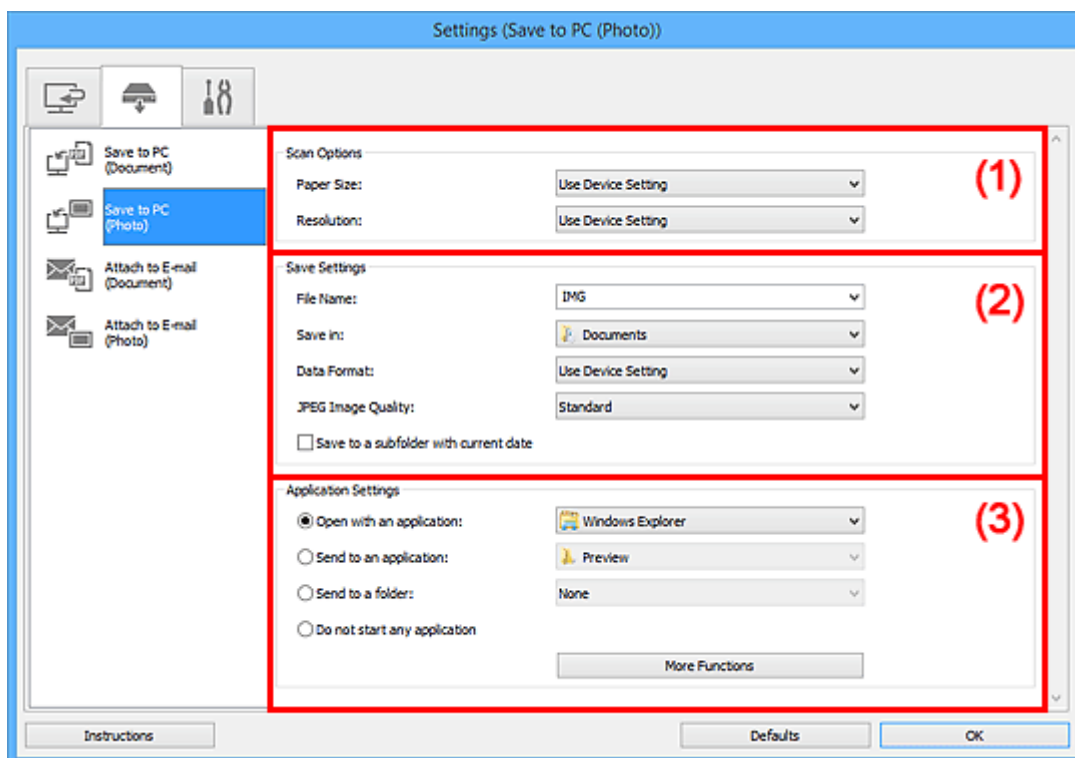 Settings (Save to PC (Photo))
Save to PC
(Document)
Save to PC
(Photo)
Attach to E-mail
(Document)
Attach to E-mail
(Photo)
Scan Options
(1)
Paper Size: Use Device Setting
Resolution: Use Device Setting
Save Settings
(2)
File Name: IMG
Save in: Documents
Data Format: Use Device Setting
JPEG Image Quality: Standard
Save to a subfolder with current date
Application Settings
(3)
Open with an application: Windows Explorer
Send to an application: Preview
Send to a folder: None
Do not start any application
More Functions
Instructions Defaults OK